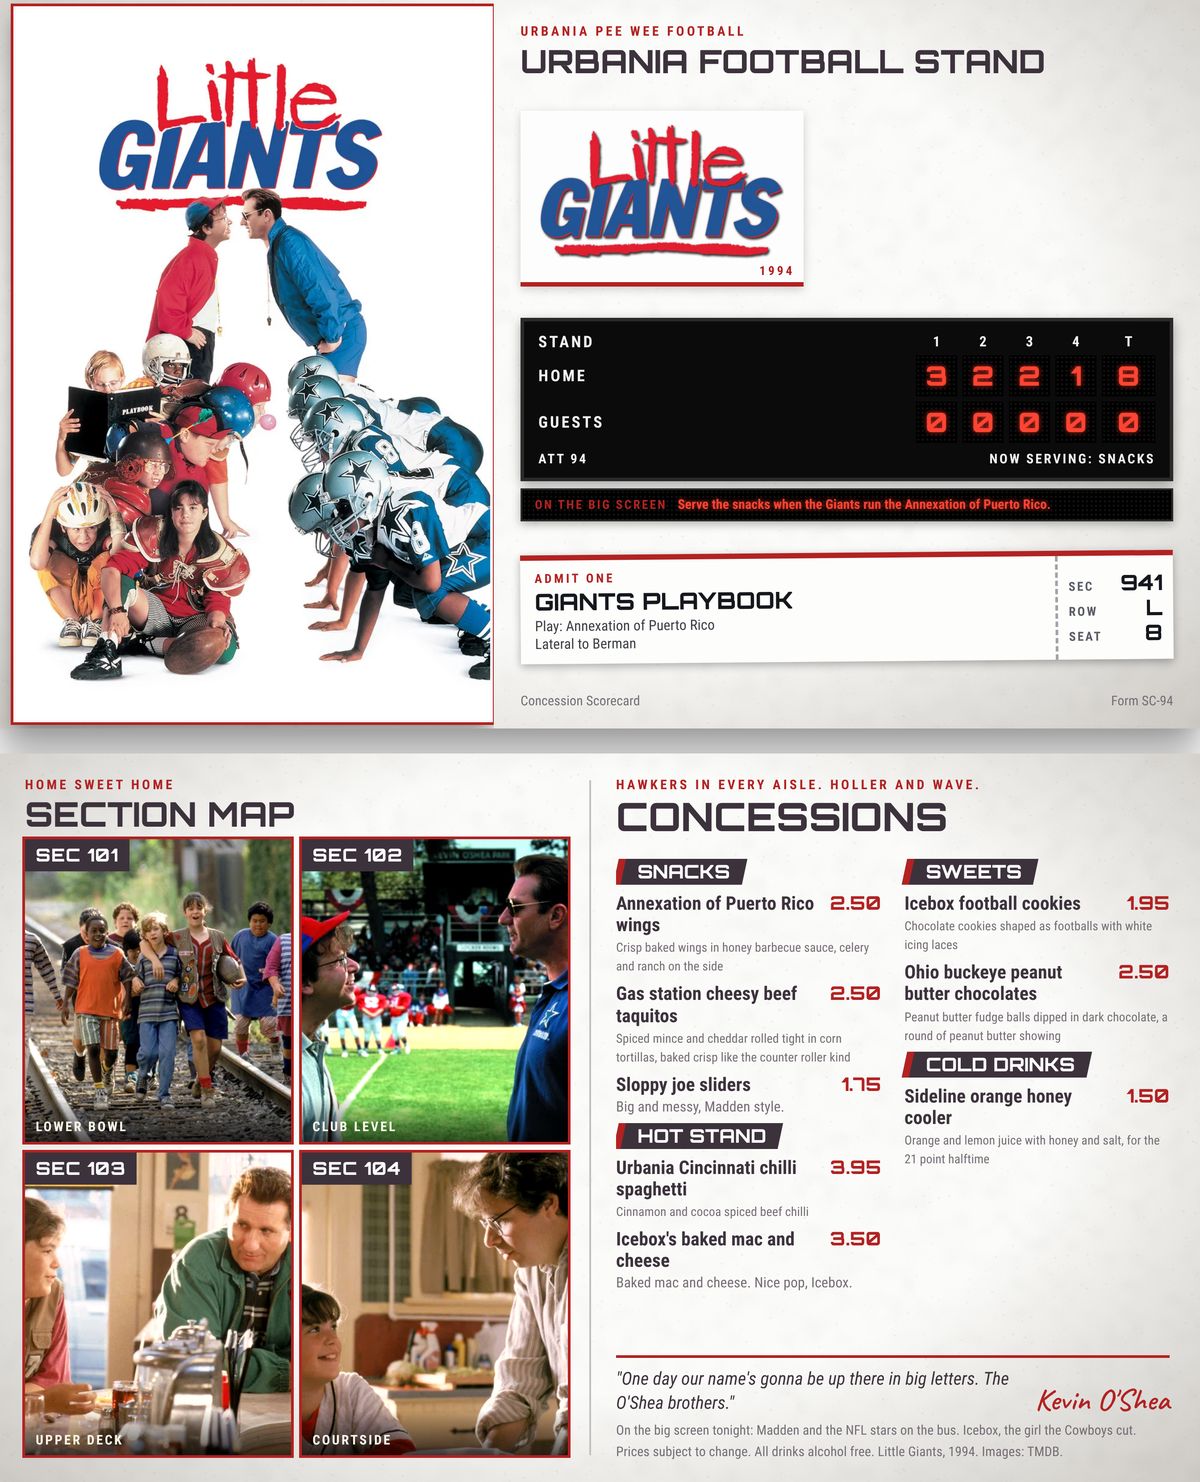 Little
GIANTS
PLAYBOOK
URBANIA PEE WEE FOOTBALL
URBANIA FOOTBALL STAND
Little
GIANTS
1994
STAND 1 2 3 4 T
HOME 3 2 2 1 8
GUESTS 0 0 0 0 0
ATT 94 NOW SERVING: SNACKS
ON THE BIG SCREEN Serve the snacks when the Giants run the Annexation of Puerto Rico.
ADMIT ONE
GIANTS PLAYBOOK
Play: Annexation of Puerto Rico
Lateral to Berman
SEC 941
ROW L
SEAT 8
Concession Scorecard Form SC-94
HOME SWEET HOME
SECTION MAP
SEC 101
LOWER BOWL
SEC 102
KEVIN O'SHEA PARK
LOCKER ROOMS
CLUB LEVEL
SEC 103
8
UPPER DECK
SEC 104
COURTSIDE
HAWKERS IN EVERY AISLE. HOLLER AND WAVE.
CONCESSIONS
SNACKS
Annexation of Puerto Rico 2.50
wings
Crisp baked wings in honey barbecue sauce, celery
and ranch on the side
Gas station cheesy beef 2.50
taquitos
Spiced mince and cheddar rolled tight in corn
tortillas, baked crisp like the counter roller kind
Sloppy joe sliders 1.75
Big and messy, Madden style.
HOT STAND
Urbania Cincinnati chilli 3.95
spaghetti
Cinnamon and cocoa spiced beef chilli
Icebox's baked mac and 3.50
cheese
Baked mac and cheese. Nice pop, Icebox.
SWEETS
Icebox football cookies 1.95
Chocolate cookies shaped as footballs with white
icing laces
Ohio buckeye peanut 2.50
butter chocolates
Peanut butter fudge balls dipped in dark chocolate, a
round of peanut butter showing
COLD DRINKS
Sideline orange honey 1.50
cooler
Orange and lemon juice with honey and salt, for the
21 point halftime
"One day our name's gonna be up there in big letters. The
O'Shea brothers."
Kevin O'Shea
On the big screen tonight: Madden and the NFL stars on the bus. Icebox, the girl the Cowboys cut.
Prices subject to change. All drinks alcohol free. Little Giants, 1994. Images: TMDB.